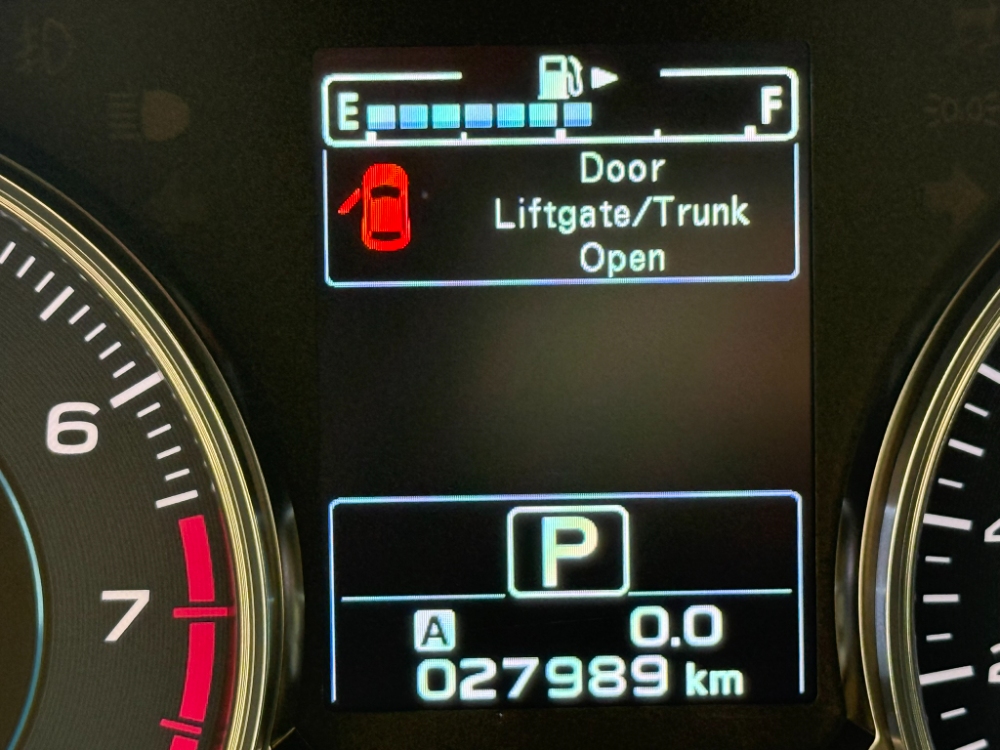 E F
Door
Liftgate/Trunk
Open
6
7
P
A 0.0
027989 km